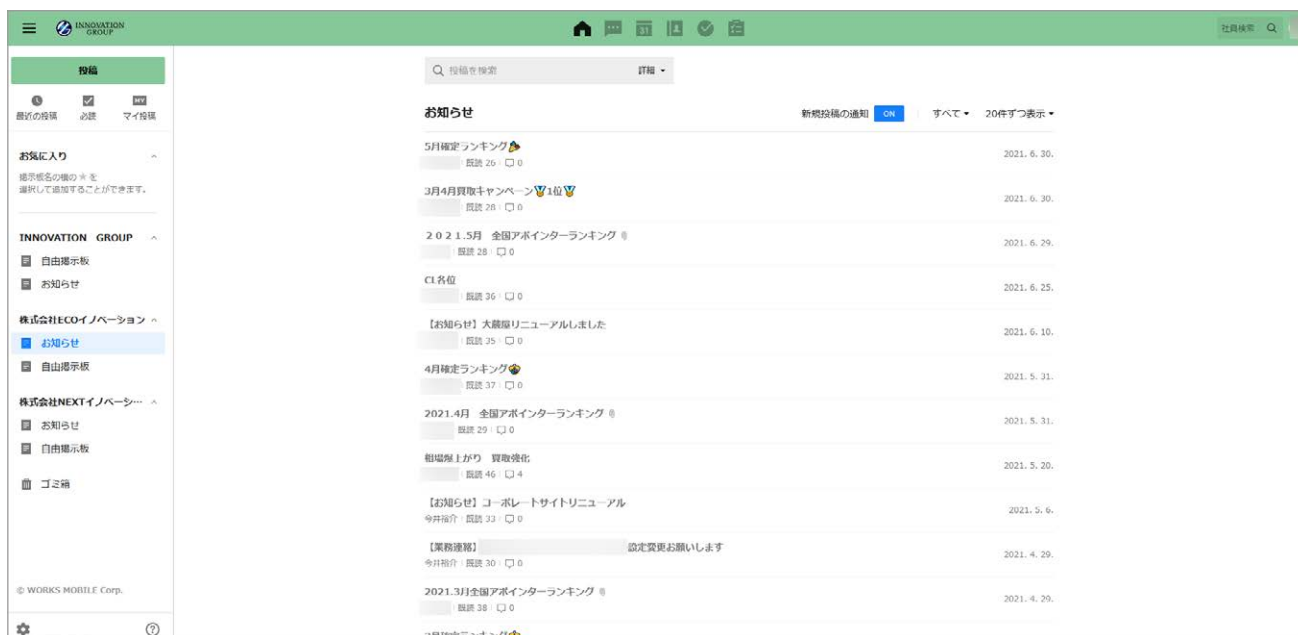 INNOVATION
GROUP
31
社員検索
投稿
最近の投稿
必読
MY
マイ投稿
お気に入り
掲示板名の横の☆を
選択して追加することができます。
INNOVATION GROUP
自由掲示板
お知らせ
株式会社ECOイノベーション
お知らせ
自由掲示板
株式会社NEXTイノベーシ…
お知らせ
自由掲示板
ゴミ箱
© WORKS MOBILE Corp.
投稿を検索 詳細
お知らせ 新規投稿の通知 ON すべて 20件ずつ表示
5月確定ランキング 2021. 6. 30.
既読 26 0
3月4月買取キャンペーン🏅1位🏅 2021. 6. 30.
既読 28 0
2021.5月 全国アポインターランキング 2021. 6. 29.
既読 28 0
CL各位 2021. 6. 25.
既読 36 0
【お知らせ】大蔵屋リニューアルしました 2021. 6. 10.
既読 35 0
4月確定ランキング 2021. 5. 31.
既読 37 0
2021.4月 全国アポインターランキング 2021. 5. 31.
既読 29 0
相場爆上がり 買取強化 2021. 5. 20.
既読 46 4
【お知らせ】コーポレートサイトリニューアル 2021. 5. 6.
今井裕介 既読 33 0
【業務連絡】 設定変更お願いします 2021. 4. 29.
今井裕介 既読 30 0
2021.3月全国アポインターランキング 2021. 4. 29.
既読 38 0